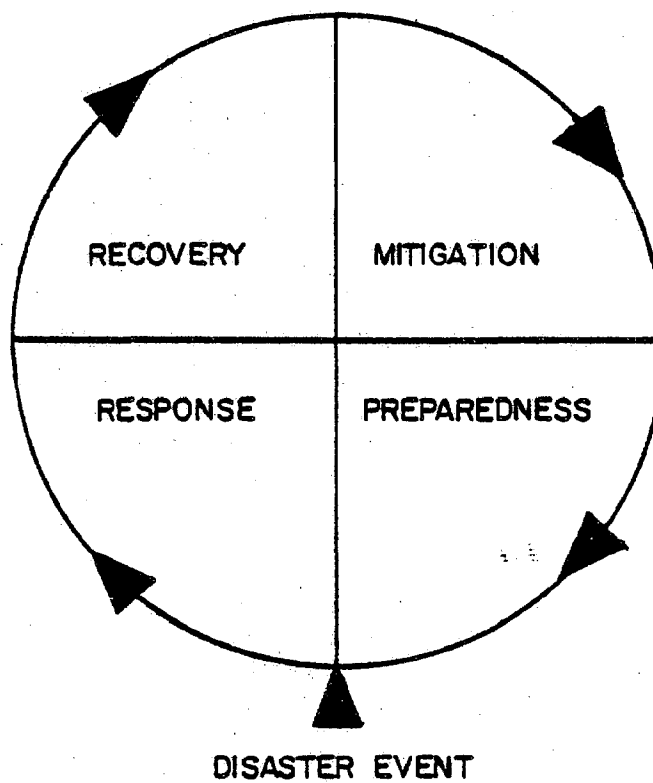 RECOVERY
MITIGATION
RESPONSE
PREPAREDNESS
DISASTER EVENT